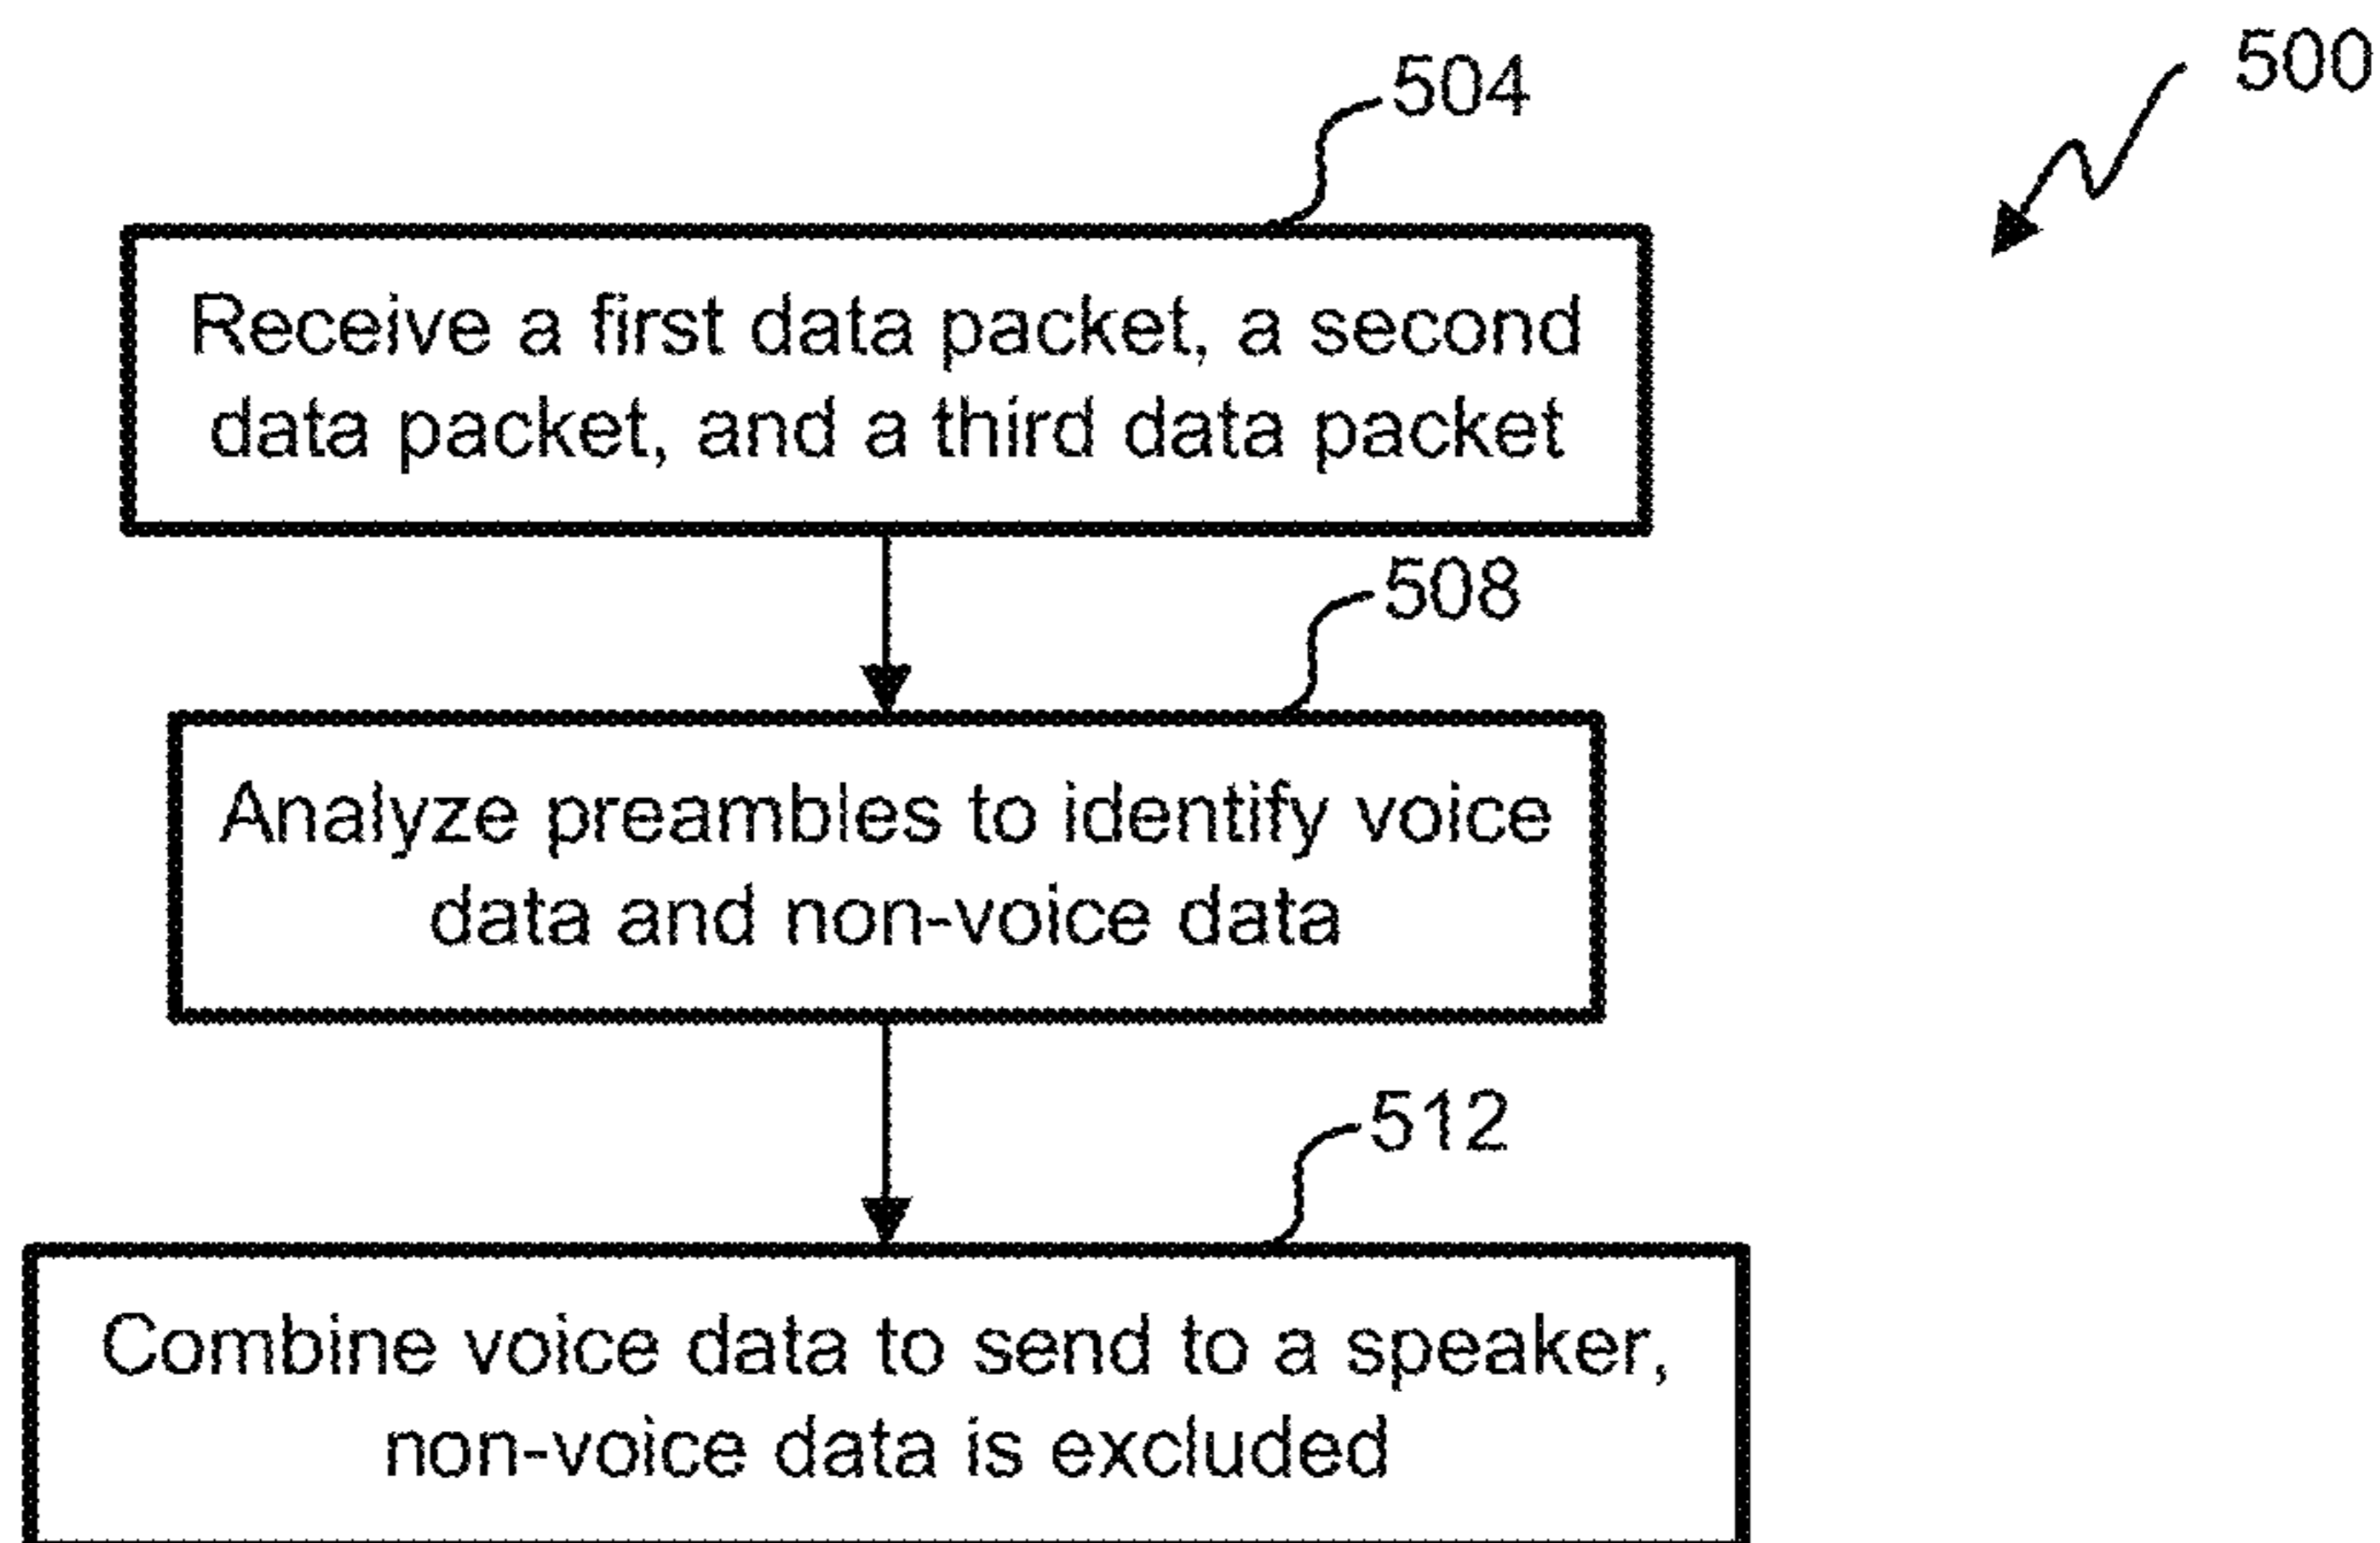 500
504
Receive a first data packet, a second
data packet, and a third data packet
508
Analyze preambles to identify voice
data and non-voice data
512
Combine voice data to send to a speaker,
non-voice data is excluded